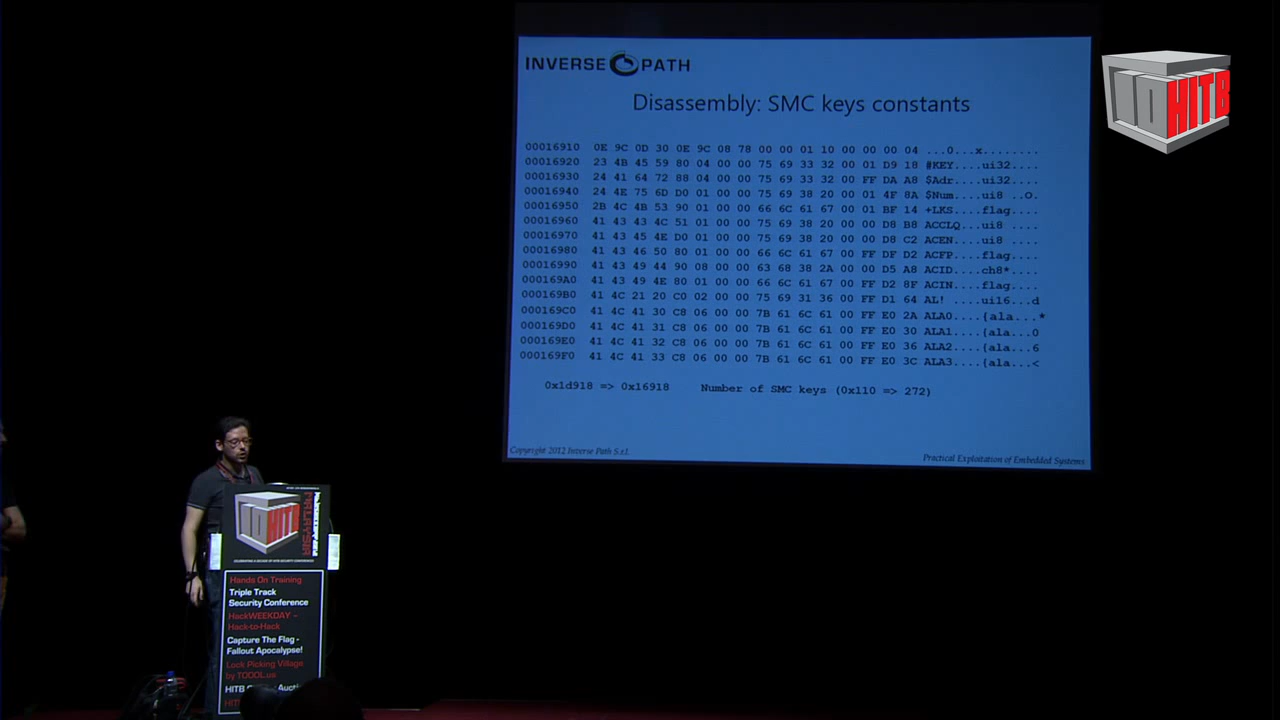 INVERSE PATH
Disassembly: SMC keys constants
00016910 0E 9C 0D 30 0E 9C 08 78 00 00 01 10 00 00 00 04 ...0...x........
00016920 23 4B 45 59 80 04 00 00 75 69 33 32 00 01 D9 18 #KEY....ui32....
00016930 24 41 64 72 88 04 00 00 75 69 33 32 00 FF DA A8 $Adr....ui32....
00016940 24 4E 75 6D D0 01 00 00 75 69 38 20 00 01 4F 8A $Num....ui8 ..O.
00016950 2B 4C 4B 53 90 01 00 00 66 6C 61 67 00 01 BF 14 +LKS....flag....
00016960 41 43 43 4C 51 01 00 00 75 69 38 20 00 00 D8 B8 ACCLQ...ui8 ....
00016970 41 43 45 4E D0 01 00 00 75 69 38 20 00 00 D8 C2 ACEN....ui8 ....
00016980 41 43 46 50 80 01 00 00 66 6C 61 67 00 FF DF D2 ACFP....flag....
00016990 41 43 49 44 90 08 00 00 63 68 38 2A 00 00 D5 A8 ACID....ch8*....
000169A0 41 43 49 4E 80 01 00 00 66 6C 61 67 00 FF D2 8F ACIN....flag....
000169B0 41 4C 21 20 C0 02 00 00 75 69 31 36 00 FF D1 64 AL! ....ui16...d
000169C0 41 4C 41 30 C8 06 00 00 7B 61 6C 61 00 FF E0 2A ALA0....{ala...*
000169D0 41 4C 41 31 C8 06 00 00 7B 61 6C 61 00 FF E0 30 ALA1....{ala...0
000169E0 41 4C 41 32 C8 06 00 00 7B 61 6C 61 00 FF E0 36 ALA2....{ala...6
000169F0 41 4C 41 33 C8 06 00 00 7B 61 6C 61 00 FF E0 3C ALA3....{ala...<
0x1d918 => 0x16918 Number of SMC keys (0x110 => 272)
Copyright 2012 Inverse Path S.r.l.
Practical Exploitation of Embedded Systems
10 HITB
10 HITB
MALAYSIA
CELEBRATING A DECADE OF HITB SECURITY CONFERENCE
Hands On Training
Triple Track
Security Conference
HackWEEKDAY –
Hack-to-Hack
Capture The Flag -
Fallout Apocalypse!
Lock Picking Village
by TOOOL.us
HITB
HITB